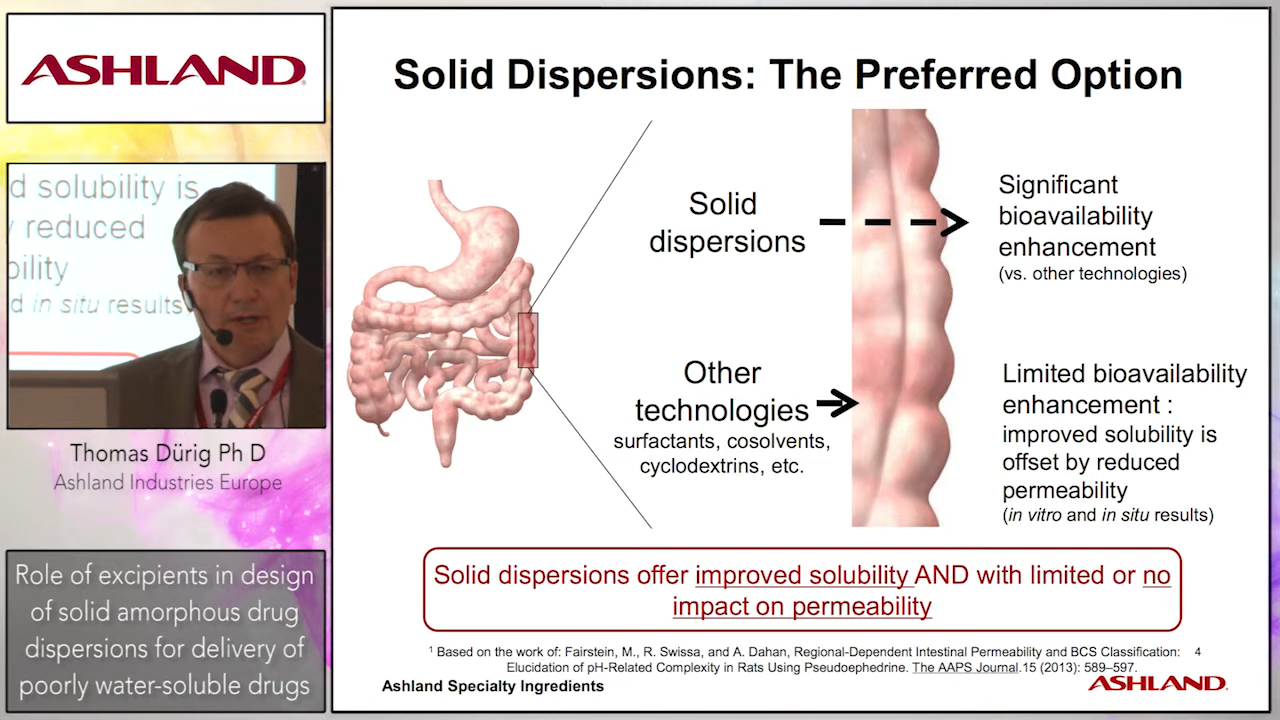 ASHLAND®
d solubility is
reduced
bility
d in situ results
Thomas Dürig Ph D
Ashland Industries Europe
Role of excipients in design
of solid amorphous drug
dispersions for delivery of
poorly water-soluble drugs
Solid Dispersions: The Preferred Option
Solid
dispersions
Significant
bioavailability
enhancement
(vs. other technologies)
Other
technologies
surfactants, cosolvents,
cyclodextrins, etc.
Limited bioavailability
enhancement :
improved solubility is
offset by reduced
permeability
(in vitro and in situ results)
Solid dispersions offer improved solubility AND with limited or no
impact on permeability
1 Based on the work of: Fairstein, M., R. Swissa, and A. Dahan, Regional-Dependent Intestinal Permeability and BCS Classification: 4
Elucidation of pH-Related Complexity in Rats Using Pseudoephedrine. The AAPS Journal.15 (2013): 589–597.
Ashland Specialty Ingredients
ASHLAND®